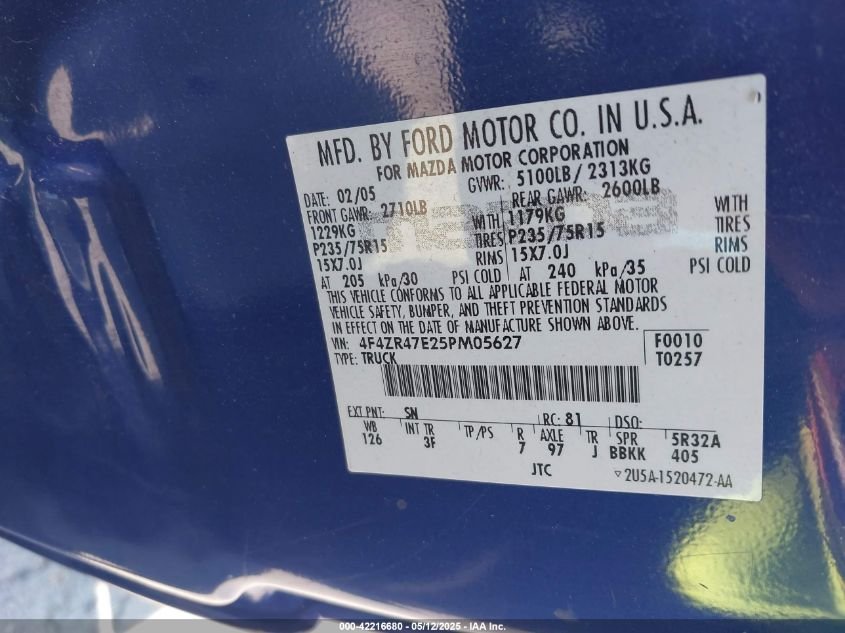 MFD. BY FORD MOTOR CO. IN U.S.A.
FOR MAZDA MOTOR CORPORATION
DATE: 02/05 GVWR: 5100LB / 2313KG
FRONT GAWR: 2710LB REAR GAWR: 2600LB
1229KG WITH 1179KG WITH
P235/75R15 TIRES P235/75R15 TIRES
15X7.0J RIMS 15X7.0J RIMS
AT 205 kPa/30 PSI COLD AT 240 kPa/35 PSI COLD
THIS VEHICLE CONFORMS TO ALL APPLICABLE FEDERAL MOTOR
VEHICLE SAFETY, BUMPER, AND THEFT PREVENTION STANDARDS
IN EFFECT ON THE DATE OF MANUFACTURE SHOWN ABOVE.
VIN: 4F4ZR47E25PM05627 F0010
TYPE: TRUCK T0257
EXT PNT: SN RC: 81 DSO:
WB INT TR TP/PS R AXLE TR SPR 5R32A
126 3F 7 97 J BBKK 405
JTC ▽2U5A-1520472-AA
000-42216680 - 05/12/2025 - IAA Inc.